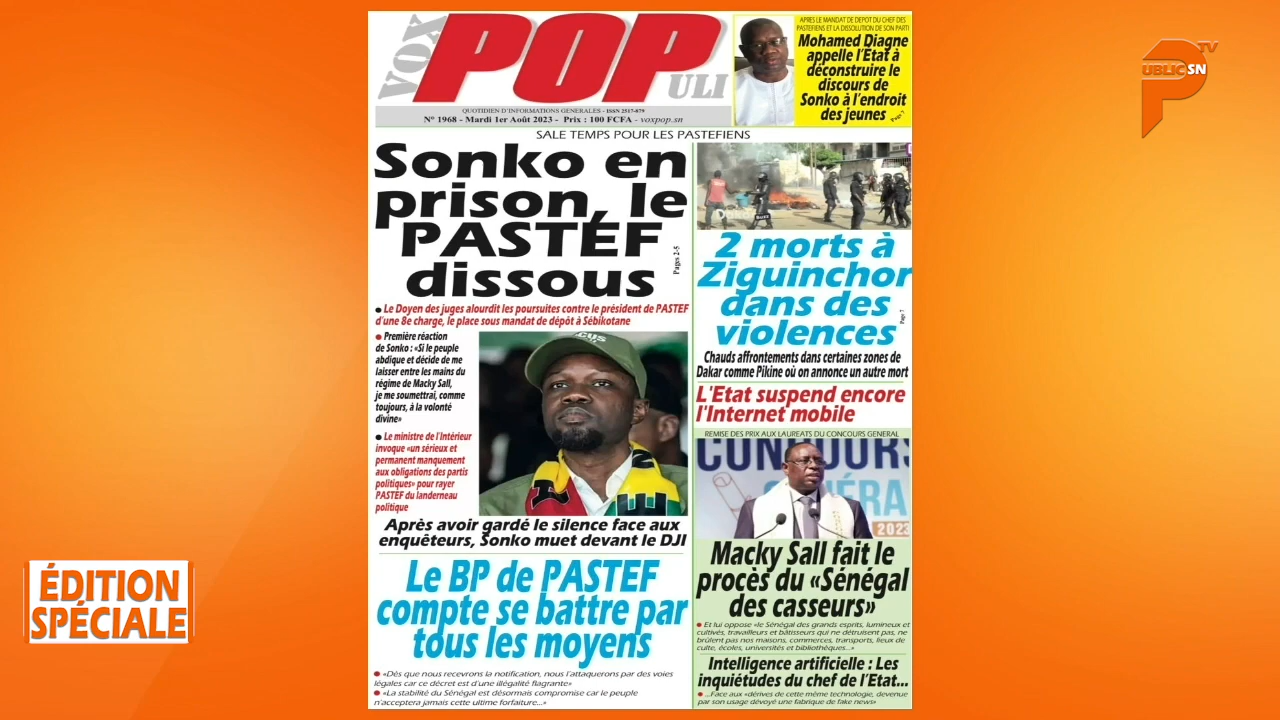 VOX POPULI
QUOTIDIEN D'INFORMATIONS GÉNÉRALES - ISSN 2517-879
N° 1968 - Mardi 1er Août 2023 - Prix : 100 FCFA - voxpop.sn
APRÈS LE MANDAT DE DEPOT DU CHEF DES
PASTEFIENS ET LA DISSOLUTION DE SON PARTI
Mohamed Diagne
appelle l'Etat à
déconstruire le
discours de
Sonko à l'endroit
des jeunes
PUBLIC SN
TV
SALE TEMPS POUR LES PASTEFIENS
Sonko en
prison, le
PASTÉF
dissous
Pages 2-5
● Le Doyen des juges alourdit les poursuites contre le président de PASTEF
d'une 8e charge, le place sous mandat de dépôt à Sébikotane
● Première réaction
de Sonko : «Si le peuple
abdique et décide de me
laisser entre les mains du
régime de Macky Sall,
je me soumettrai, comme
toujours, à la volonté
divine»
● Le ministre de l'Intérieur
invoque «un sérieux et
permanent manquement
aux obligations des partis
politiques» pour rayer
PASTEF du landerneau
politique
Après avoir gardé le silence face aux
enquêteurs, Sonko muet devant le DJI
Le BP de PASTEF
compte se battre par
tous les moyens
● «Dès que nous recevrons la notification, nous l'attaquerons par des voies
légales car ce décret est d'une illégalité flagrante»
● «La stabilité du Sénégal est désormais compromise car le peuple
n'acceptera jamais cette ultime forfaiture...»
2 morts à
Ziguinchor
dans des
violences
Page 7
Chauds affrontements dans certaines zones de
Dakar comme Pikine où on annonce un autre mort
L'Etat suspend encore
l'Internet mobile
REMISE DES PRIX AUX LAUREATS DU CONCOURS GENERAL
CONCOURS
GÉNÉRA
2023
Macky Sall fait le
procès du «Sénégal
des casseurs»
● Et lui oppose «le Sénégal des grands esprits, lumineux et
cultivés, travailleurs et bâtisseurs qui ne détruisent pas, ne
brûlent pas nos maisons, commerces, transports, lieux de
culte, écoles, universités et bibliothèques...»
Intelligence artificielle : Les
inquiétudes du chef de l'Etat...
● ...Face aux «dérives de cette même technologie, devenue
par son usage dévoyé une fabrique de fake news»
ÉDITION
SPÉCIALE